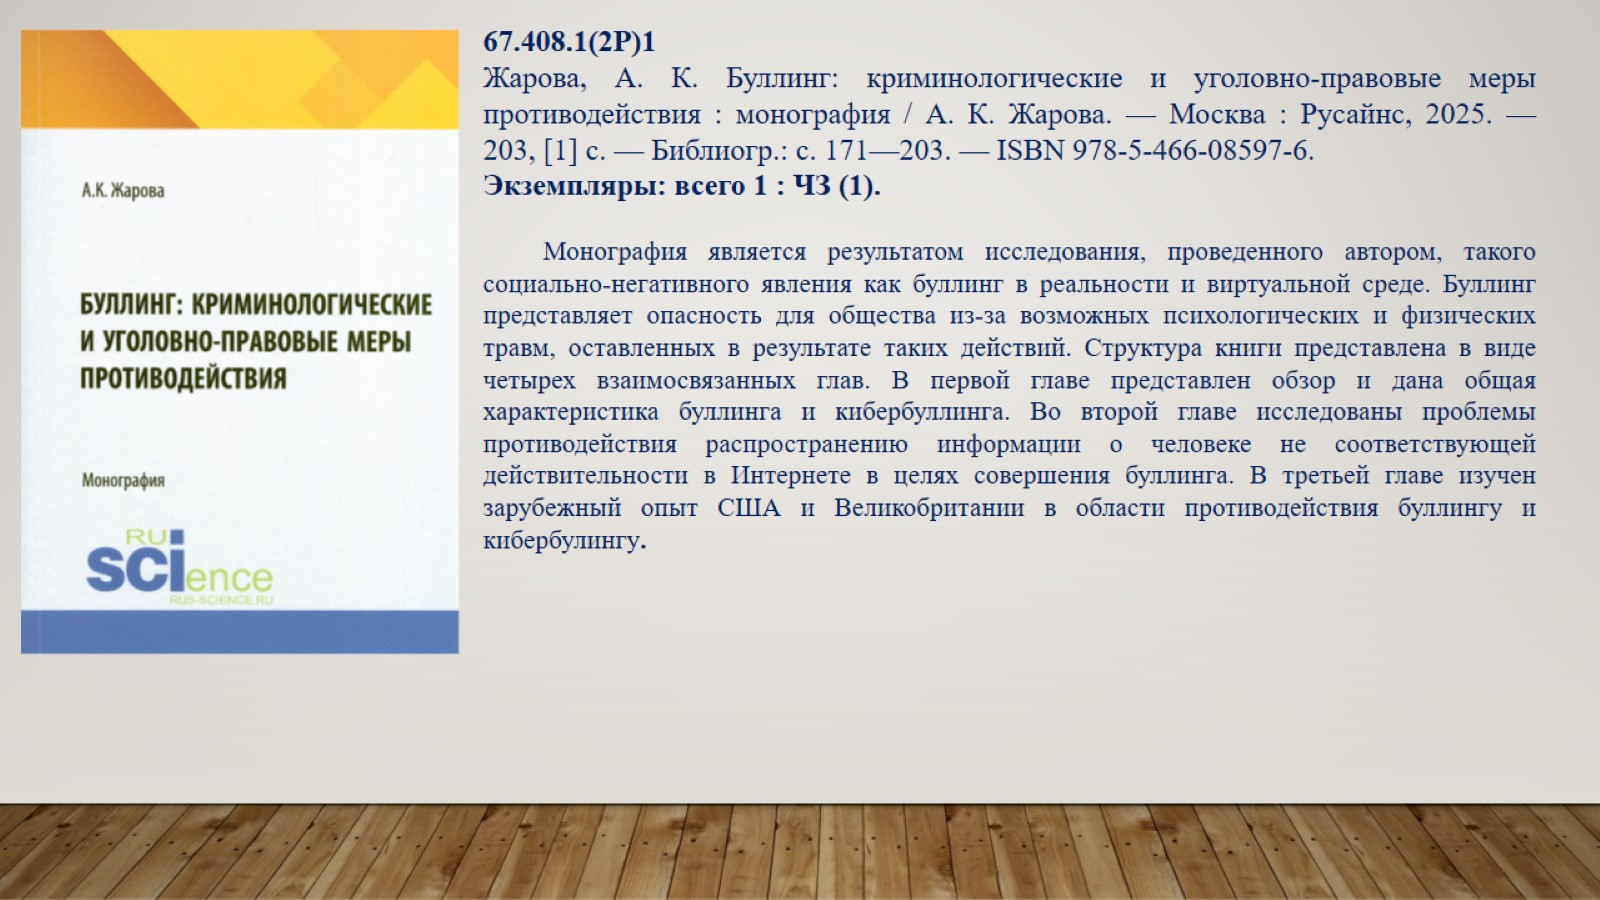 А.К. Жарова
БУЛЛИНГ: КРИМИНОЛОГИЧЕСКИЕ
И УГОЛОВНО-ПРАВОВЫЕ МЕРЫ
ПРОТИВОДЕЙСТВИЯ
Монография
RU
science
RUS-SCIENCE.RU
67.408.1(2Р)1
Жарова, А. К. Буллинг: криминологические и уголовно-правовые меры
противодействия : монография / А. К. Жарова. — Москва : Русайнс, 2025. —
203, [1] с. — Библиогр.: с. 171—203. — ISBN 978-5-466-08597-6.
Экземпляры: всего 1 : ЧЗ (1).
Монография является результатом исследования, проведенного автором, такого
социально-негативного явления как буллинг в реальности и виртуальной среде. Буллинг
представляет опасность для общества из-за возможных психологических и физических
травм, оставленных в результате таких действий. Структура книги представлена в виде
четырех взаимосвязанных глав. В первой главе представлен обзор и дана общая
характеристика буллинга и кибербуллинга. Во второй главе исследованы проблемы
противодействия распространению информации о человеке не соответствующей
действительности в Интернете в целях совершения буллинга. В третьей главе изучен
зарубежный опыт США и Великобритании в области противодействия буллингу и
кибербулингу.